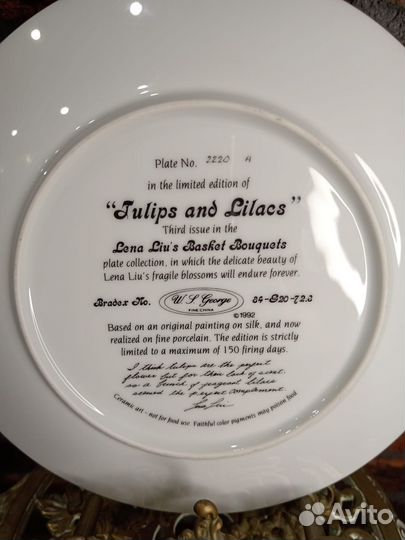 Plate No. 2220 A
in the limited edition of
"Tulips and Lilacs"
Third issue in the
Lena Liu's Basket Bouquets
plate collection, in which the delicate beauty of
Lena Liu's fragile blossoms will endure forever.
Bradex No. W S George FINE CHINA 84-G20-72.3
©1992
Based on an original painting on silk, and now
realized on fine porcelain. The edition is strictly
limited to a maximum of 150 firing days.
I think tulips are the perfect
flower but for their lack of scent.
so a bunch of fragrant lilacs
seemed the perfect complement.
Lena Liu
Ceramic art - not for food use. Faithful color pigments may poison food
Avito